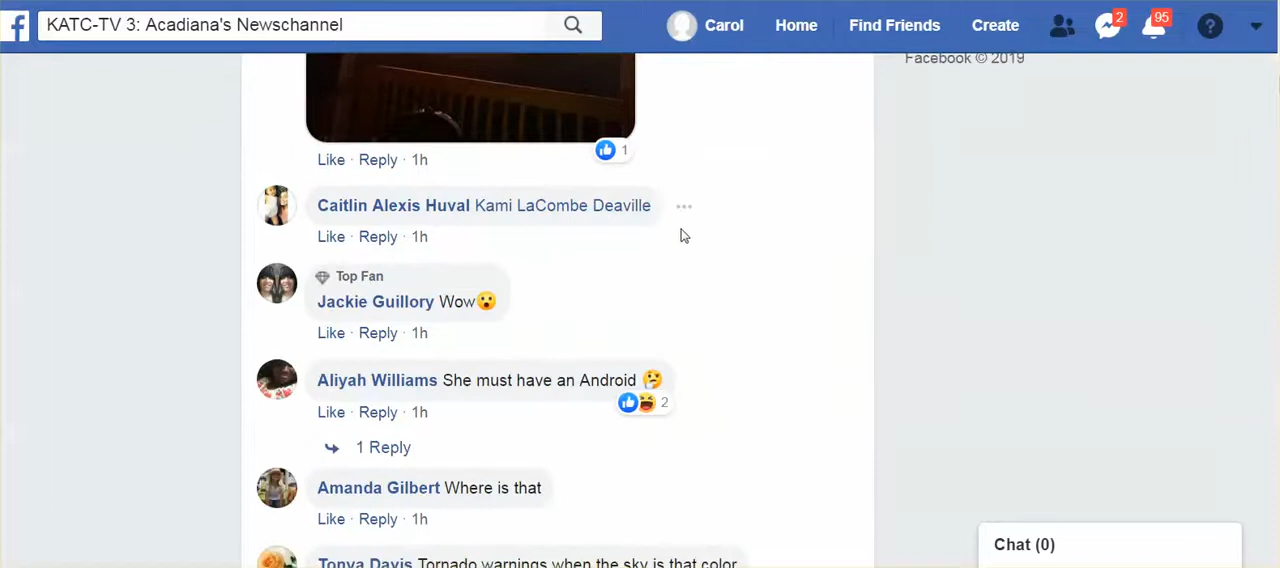 f KATC-TV 3: Acadiana's Newschannel Carol Home Find Friends Create 2 95 ?
Facebook © 2019
Like · Reply · 1h 1
Caitlin Alexis Huval Kami LaCombe Deaville ...
Like · Reply · 1h
Top Fan
Jackie Guillory Wow😮
Like · Reply · 1h
Aliyah Williams She must have an Android 🤔
2
Like · Reply · 1h
1 Reply
Amanda Gilbert Where is that
Like · Reply · 1h
Chat (0)
Tonya Davis Tornado warnings when the sky is that color